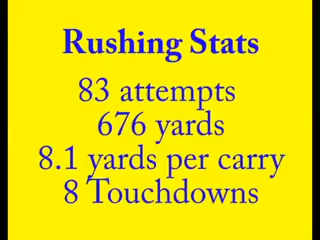 Rushing Stats
83 attempts
676 yards
8.1 yards per carry
8 Touchdowns